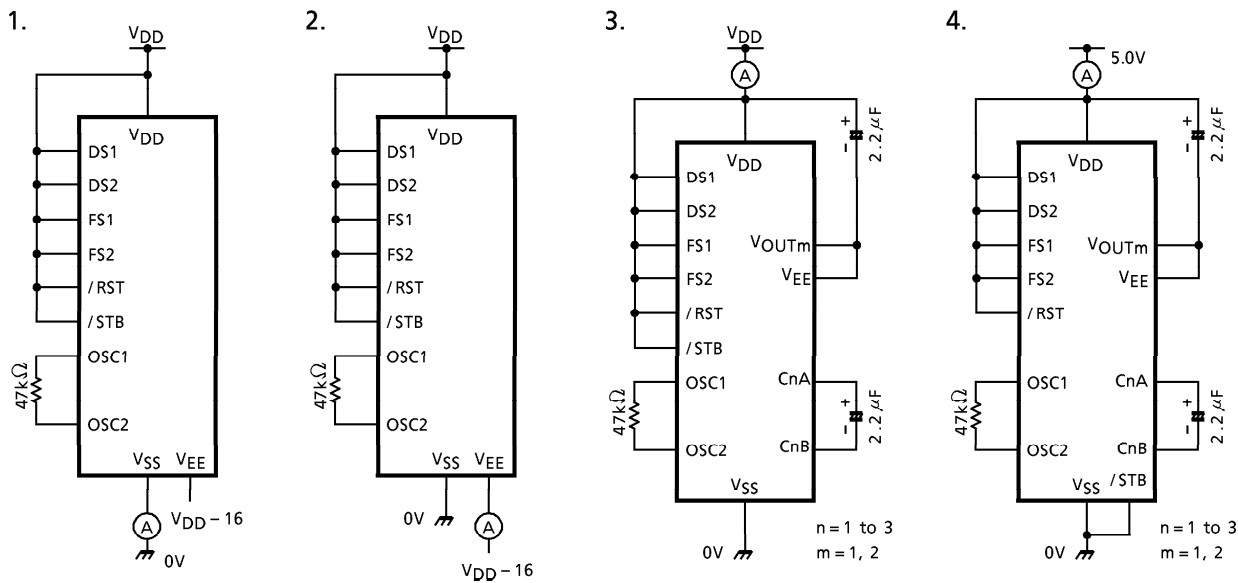 1.
VDD
VDD
DS1
DS2
FS1
FS2
/RST
/STB
OSC1
47kΩ
OSC2
VSS VEE
A
VDD – 16
0V
2.
VDD
VDD
DS1
DS2
FS1
FS2
/RST
/STB
OSC1
47kΩ
OSC2
VSS VEE
0V
A
VDD – 16
3.
VDD
A
+
–
2.2μF
VDD
DS1
DS2
FS1
VOUTm
FS2
VEE
/RST
/STB
OSC1
CnA
47kΩ
+
–
2.2μF
OSC2
CnB
VSS
0V
n = 1 to 3
m = 1, 2
4.
5.0V
A
+
–
2.2μF
VDD
DS1
DS2
FS1
VOUTm
FS2
VEE
/RST
OSC1
CnA
47kΩ
+
–
2.2μF
OSC2
CnB
/STB
VSS
0V
n = 1 to 3
m = 1, 2